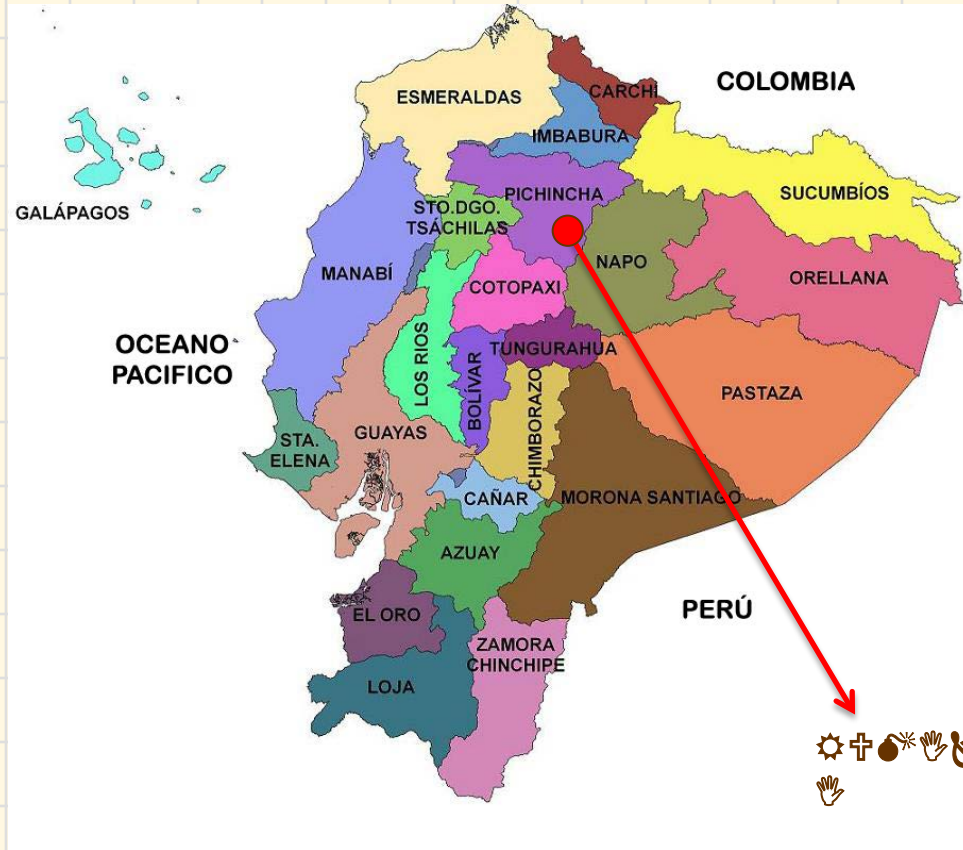 COLOMBIA
CARCHI
ESMERALDAS
IMBABURA
SUCUMBÍOS
PICHINCHA
GALÁPAGOS
STO.DGO.
TSÁCHILAS
NAPO
MANABÍ
ORELLANA
COTOPAXI
OCEANO
PACIFICO
TUNGURAHUA
LOS RIOS
BOLÍVAR
CHIMBORAZO
PASTAZA
GUAYAS
STA.
ELENA
CAÑAR
MORONA SANTIAGO
AZUAY
PERÚ
EL ORO
ZAMORA
CHINCHIPE
LOJA